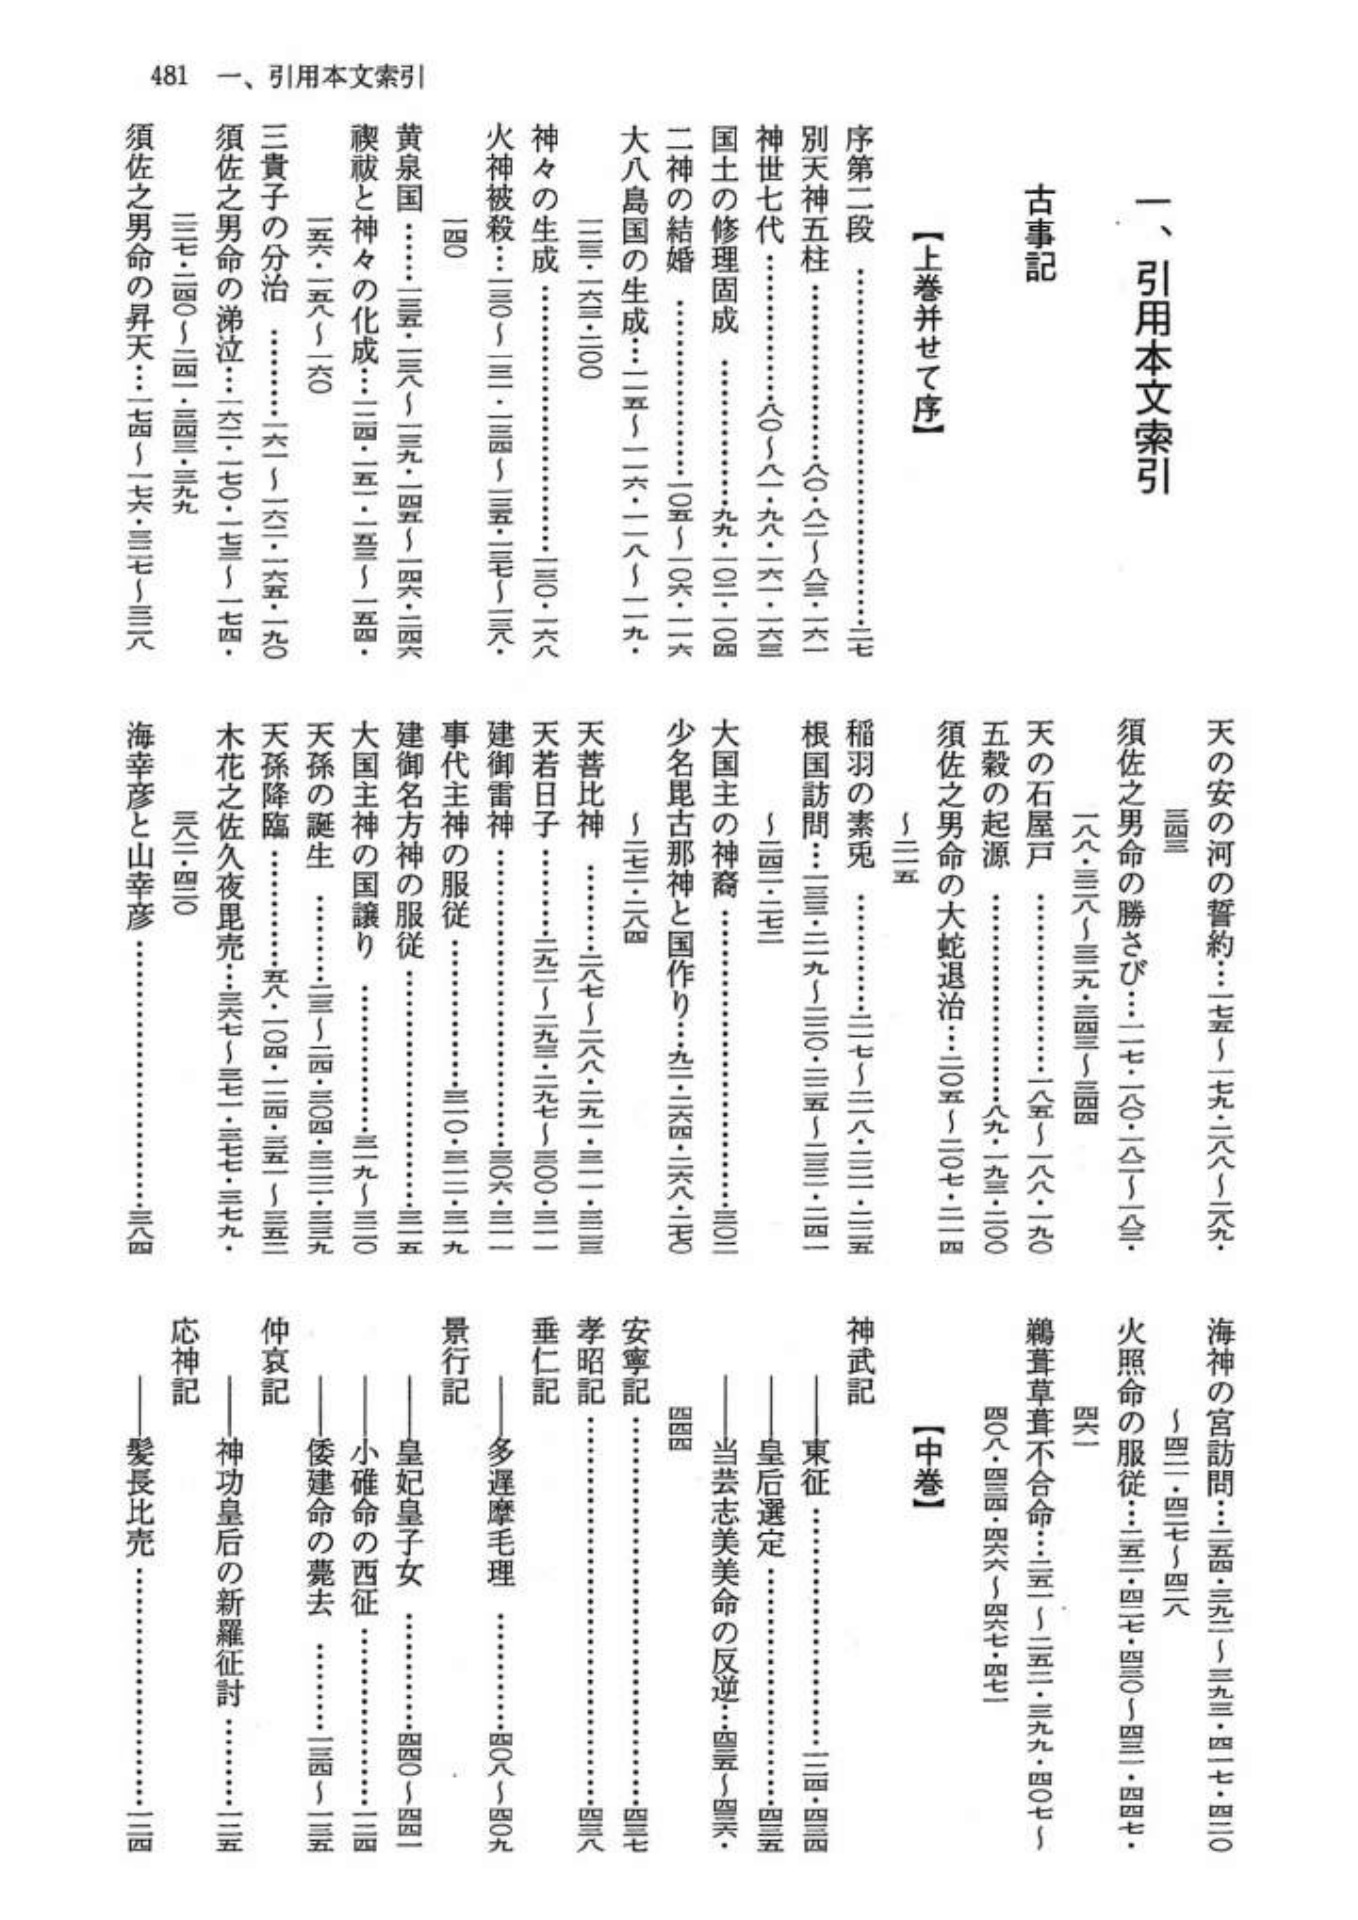 481　一、引用本文索引
一、引用本文索引
古事記
【上巻并せて序】
序第二段 ……………… 二七
別天神五柱 ……………… 八〇・八二〜八三・一六一
神世七代 ……………… 八〇〜八一・九八・一六一・一六三
国土の修理固成 ……………… 九九・一〇二・一〇四
二神の結婚 ……………… 一〇五〜一〇六・一一六
大八島国の生成 … 一一五〜一一六・一一八〜一一九・
一二三・一六三・二〇〇
神々の生成 ……………… 一三〇・一六八
火神被殺 … 一三〇〜一三一・一三四〜一三五・一三七〜一三八・
一四〇
黄泉国 …… 一三五・一三八〜一三九・一四五〜一四六・二四六
禊祓と神々の化成 … 一二四・一五一・一五三〜一五四・
一五六・一五八〜一六〇
三貴子の分治 ……… 一六一〜一六二・一六五・一九〇
須佐之男命の涕泣 … 一六二・一七〇・一七三〜一七四・
二二七・二四〇〜二四一・三四三・三九九
須佐之男命の昇天 … 一七四〜一七六・三二七〜三二八
天の安の河の誓約 … 一七五〜一七九・二八八〜二八九・
三四三
須佐之男命の勝さび … 一一七・一八〇・一八二〜一八三・
一八八・三二八〜三二九・三四三〜三四四
天の石屋戸 ……………… 一八五〜一八八・一九〇
五穀の起源 ……………… 八九・一九三・二〇〇
須佐之男命の大蛇退治 … 二〇五〜二〇七・二一四
〜二一五
稲羽の素兎 ……………… 二一七〜二一八・二二一・二二五
根国訪問 … 一三三・二一九〜二二〇・二二五〜二三二・二四一
〜二四二・二七二
大国主の神裔 ……………… 三〇二
少名毘古那神と国作り … 九二・二六四・二六八・二七〇
〜二七二・二八四
天菩比神 ……… 二八七〜二八八・二九一・三一一・三二三
天若日子 ……… 二九二〜二九三・二九七〜三〇〇・三一一
建御雷神 ……………… 三〇六・三一一
事代主神の服従 ……………… 三一〇・三一二・三一九
建御名方神の服従 ……………… 三一五
大国主神の国譲り ……………… 三一九〜三二〇
天孫の誕生 ……… 二三〜二四・三〇四・三二二・三三九
天孫降臨 ……… 五八・一〇四・一二四・三五一〜三五二
木花之佐久夜毘売 … 三六七〜三七一・三七七・三七九・
三八二・四二〇
海幸彦と山幸彦 ……………… 三八四
海神の宮訪問 … 二五四・三九二〜三九三・四一七・四二〇
〜四二一・四二七〜四二八
火照命の服従 … 二五二・四二七・四三〇〜四三一・四四七・
四六一
鵜葺草葺不合命 … 二五一〜二五二・三九九・四〇七〜
四〇八・四三四・四六六〜四六七・四七一
【中巻】
神武記
――東征 ……………… 一二四・四三四
――皇后選定 ……………… 四三五
――当芸志美美命の反逆 … 四三五〜四三六・
四四四
安寧記 ……………… 四三七
孝昭記 ……………… 四三八
垂仁記
――多遅摩毛理 ……… 四〇八〜四〇九
景行記
――皇妃皇子女 ……… 四四〇〜四四一
――小碓命の西征 ……………… 一二四
――倭建命の薨去 ……… 一三四〜一三五
仲哀記
――神功皇后の新羅征討 ……… 一二五
応神記
――髪長比売 ……………… 一二四